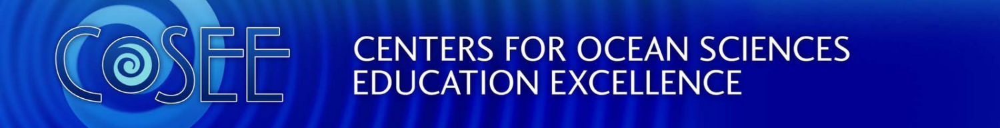 COSEE
CENTERS FOR OCEAN SCIENCES
EDUCATION EXCELLENCE